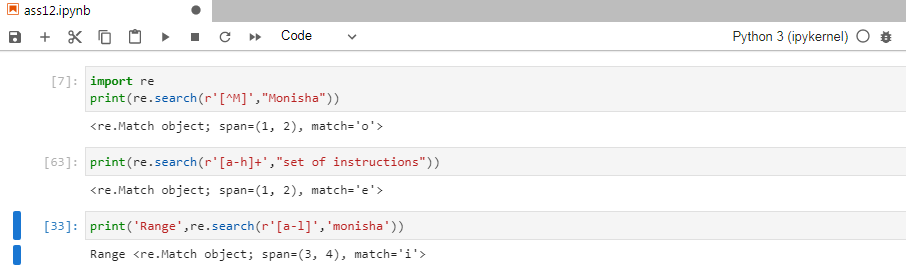 ass12.ipynb
Code
Python 3 (ipykernel)
[7]: import re
print(re.search(r'[^M]',"Monisha"))
<re.Match object; span=(1, 2), match='o'>
[63]: print(re.search(r'[a-h]+',"set of instructions"))
<re.Match object; span=(1, 2), match='e'>
[33]: print('Range',re.search(r'[a-l]','monisha'))
Range <re.Match object; span=(3, 4), match='i'>